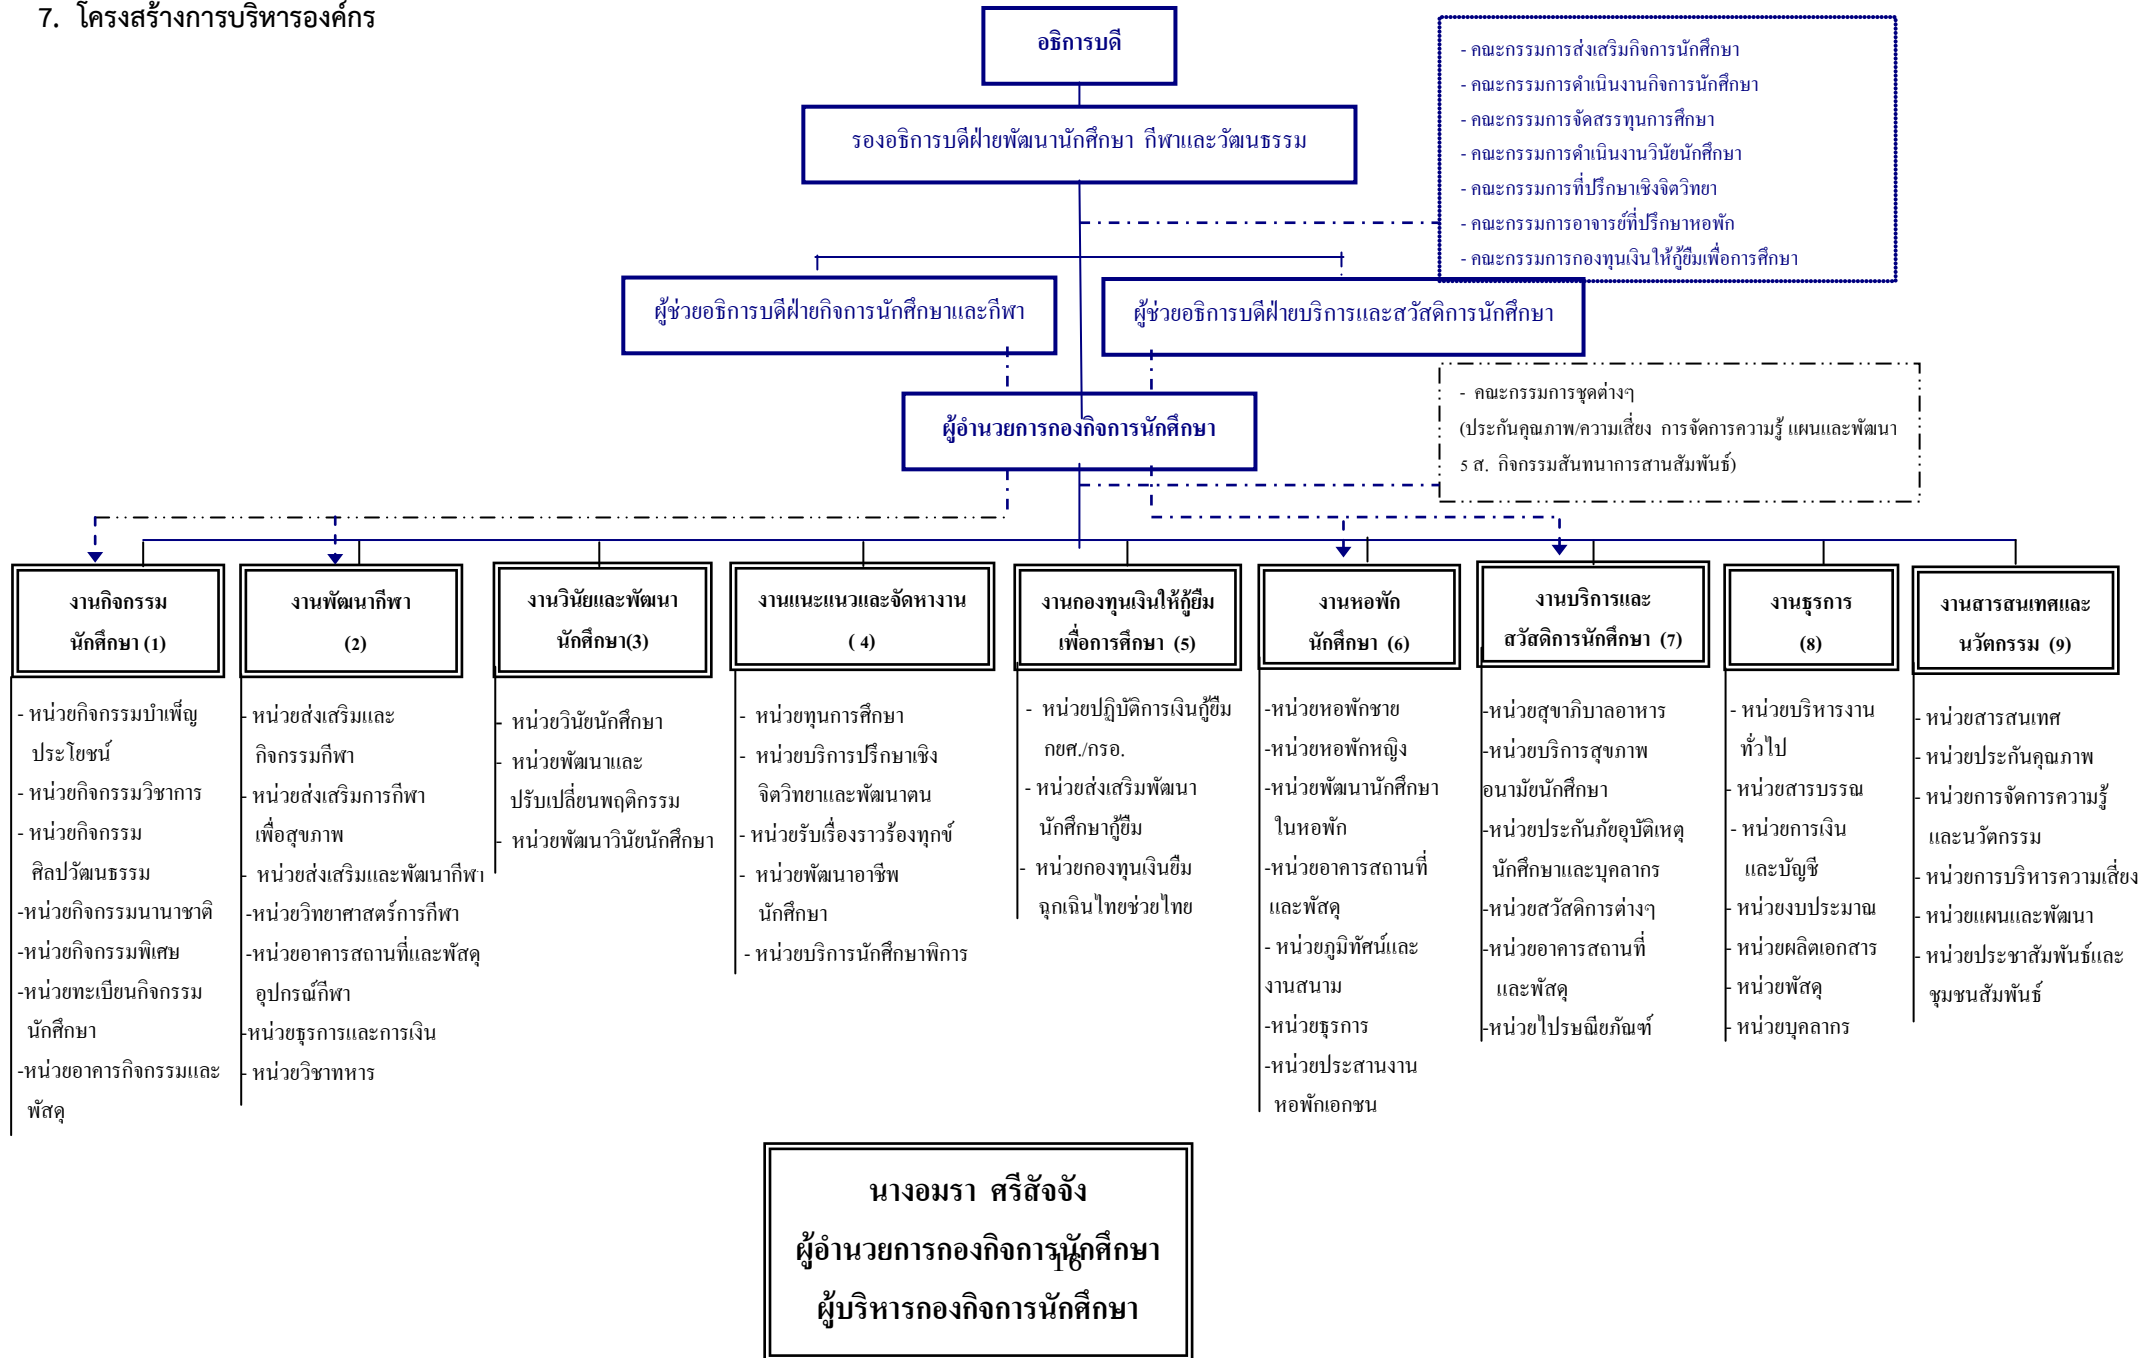 7. โครงสร้างการบริหารองค์กร
อธิการบดี
รองอธิการบดีฝ่ายพัฒนานักศึกษา กีฬาและวัฒนธรรม
- คณะกรรมการส่งเสริมกิจการนักศึกษา
- คณะกรรมการดำเนินงานกิจการนักศึกษา
- คณะกรรมการจัดสรรทุนการศึกษา
- คณะกรรมการดำเนินงานวินัยนักศึกษา
- คณะกรรมการที่ปรึกษาเชิงจิตวิทยา
- คณะกรรมการอาจารย์ที่ปรึกษาหอพัก
- คณะกรรมการกองทุนเงินให้กู้ยืมเพื่อการศึกษา
ผู้ช่วยอธิการบดีฝ่ายกิจการนักศึกษาและกีฬา
ผู้ช่วยอธิการบดีฝ่ายบริการและสวัสดิการนักศึกษา
ผู้อำนวยการกองกิจการนักศึกษา
- คณะกรรมการชุดต่างๆ
(ประกันคุณภาพ/ความเสี่ยง การจัดการความรู้ แผนและพัฒนา
5 ส. กิจกรรมสันทนาการสานสัมพันธ์)
งานกิจกรรม
นักศึกษา (1)
- หน่วยกิจกรรมบำเพ็ญ
ประโยชน์
- หน่วยกิจกรรมวิชาการ
- หน่วยกิจกรรม
ศิลปวัฒนธรรม
-หน่วยกิจกรรมนานาชาติ
-หน่วยกิจกรรมพิเศษ
-หน่วยทะเบียนกิจกรรม
นักศึกษา
-หน่วยอาคารกิจกรรมและ
พัสดุ
งานพัฒนากีฬา
(2)
- หน่วยส่งเสริมและ
กิจกรรมกีฬา
- หน่วยส่งเสริมการกีฬา
เพื่อสุขภาพ
- หน่วยส่งเสริมและพัฒนากีฬา
-หน่วยวิทยาศาสตร์การกีฬา
-หน่วยอาคารสถานที่และพัสดุ
อุปกรณ์กีฬา
-หน่วยธุรการและการเงิน
- หน่วยวิชาทหาร
งานวินัยและพัฒนา
นักศึกษา(3)
- หน่วยวินัยนักศึกษา
- หน่วยพัฒนาและ
ปรับเปลี่ยนพฤติกรรม
- หน่วยพัฒนาวินัยนักศึกษา
งานแนะแนวและจัดหางาน
( 4)
- หน่วยทุนการศึกษา
- หน่วยบริการปรึกษาเชิง
จิตวิทยาและพัฒนาตน
- หน่วยรับเรื่องราวร้องทุกข์
- หน่วยพัฒนาอาชีพ
นักศึกษา
- หน่วยบริการนักศึกษาพิการ
งานกองทุนเงินให้กู้ยืม
เพื่อการศึกษา (5)
- หน่วยปฏิบัติการเงินกู้ยืม
กยศ./กรอ.
- หน่วยส่งเสริมพัฒนา
นักศึกษากู้ยืม
- หน่วยกองทุนเงินยืม
ฉุกเฉินไทยช่วยไทย
งานหอพัก
นักศึกษา (6)
-หน่วยหอพักชาย
-หน่วยหอพักหญิง
-หน่วยพัฒนานักศึกษา
ในหอพัก
-หน่วยอาคารสถานที่
และพัสดุ
- หน่วยภูมิทัศน์และ
งานสนาม
-หน่วยธุรการ
-หน่วยประสานงาน
หอพักเอกชน
งานบริการและ
สวัสดิการนักศึกษา (7)
-หน่วยสุขาภิบาลอาหาร
-หน่วยบริการสุขภาพ
อนามัยนักศึกษา
-หน่วยประกันภัยอุบัติเหตุ
นักศึกษาและบุคลากร
-หน่วยสวัสดิการต่างๆ
-หน่วยอาคารสถานที่
และพัสดุ
-หน่วยไปรษณียภัณฑ์
งานธุรการ
(8)
- หน่วยบริหารงาน
ทั่วไป
- หน่วยสารบรรณ
- หน่วยการเงิน
และบัญชี
- หน่วยงบประมาณ
- หน่วยผลิตเอกสาร
- หน่วยพัสดุ
- หน่วยบุคลากร
งานสารสนเทศและ
นวัตกรรม (9)
- หน่วยสารสนเทศ
- หน่วยประกันคุณภาพ
- หน่วยการจัดการความรู้
และนวัตกรรม
- หน่วยการบริหารความเสี่ยง
- หน่วยแผนและพัฒนา
- หน่วยประชาสัมพันธ์และ
ชุมชนสัมพันธ์
นางอมรา ศรีสัจจัง
ผู้อำนวยการกองกิจการนักศึกษา
16
ผู้บริหารกองกิจการนักศึกษา